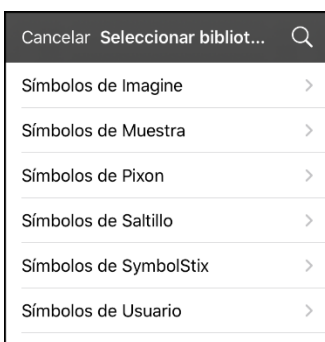 Cancelar Seleccionar bibliot...
Símbolos de Imagine
Símbolos de Muestra
Símbolos de Pixon
Símbolos de Saltillo
Símbolos de SymbolStix
Símbolos de Usuario